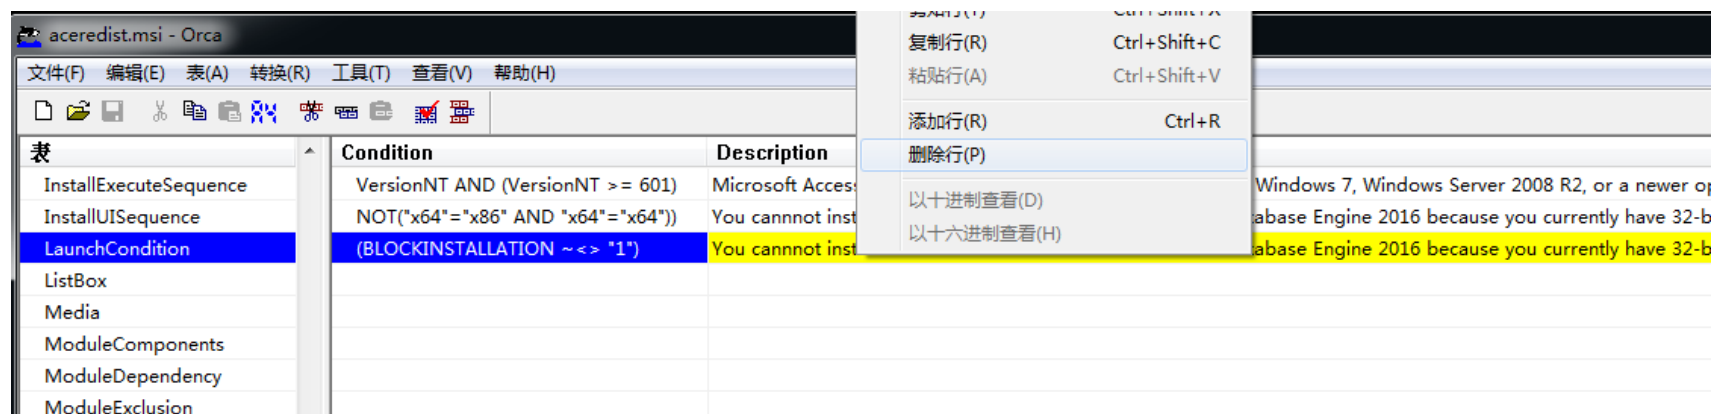 aceredist.msi - Orca
文件(F) 编辑(E) 表(A) 转换(R) 工具(T) 查看(V) 帮助(H)
复制行(R) Ctrl+Shift+C
粘贴行(A) Ctrl+Shift+V
添加行(R) Ctrl+R
删除行(P)
以十进制查看(D)
以十六进制查看(H)
表
InstallExecuteSequence
InstallUISequence
LaunchCondition
ListBox
Media
ModuleComponents
ModuleDependency
ModuleExclusion
Condition Description
VersionNT AND (VersionNT >= 601) Microsoft Access Windows 7, Windows Server 2008 R2, or a newer op
NOT("x64"="x86" AND "x64"="x64")) You cannnot inst abase Engine 2016 because you currently have 32-b
(BLOCKINSTALLATION ~<> "1") You cannnot inst abase Engine 2016 because you currently have 32-b